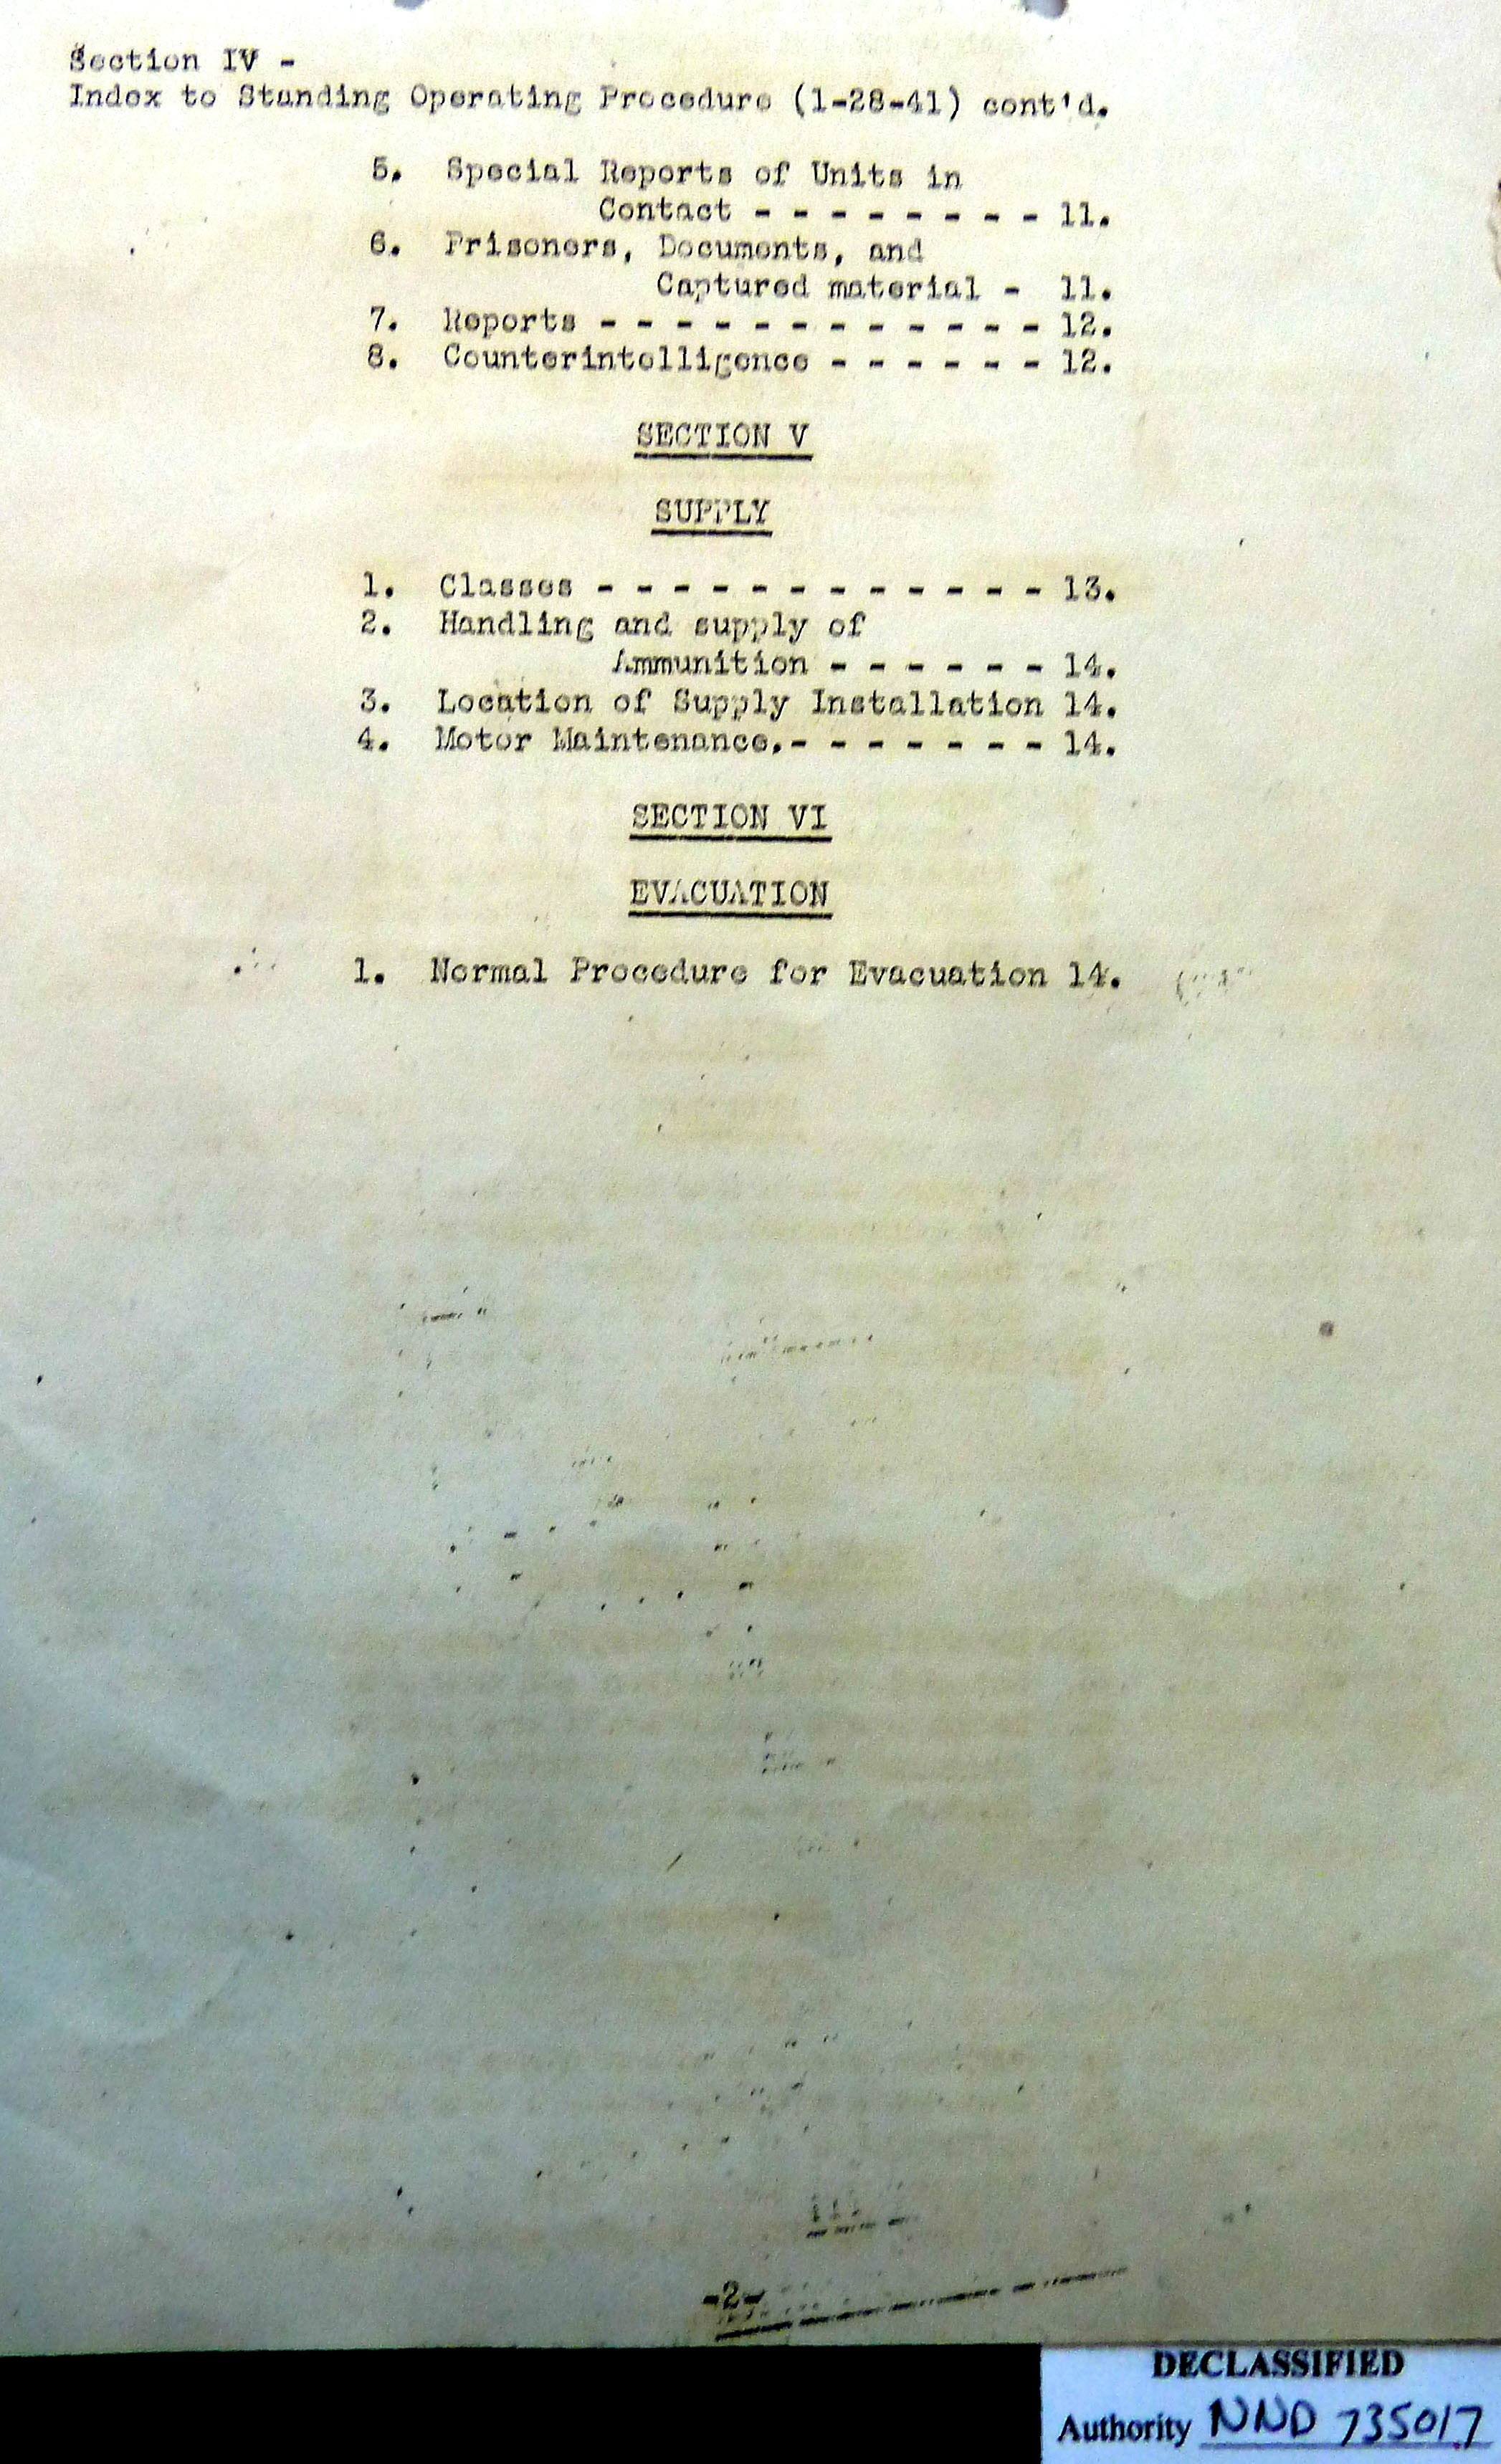 Section IV -
Index to Standing Operating Procedure (1-28-41) cont'd.
5. Special Reports of Units in
Contact - - - - - - - - 11.
6. Prisoners, Documents, and
Captured material - 11.
7. Reports - - - - - - - - - - - - 12.
8. Counterintelligence - - - - - - 12.
SECTION V
SUPPLY
1. Classes - - - - - - - - - - - - 13.
2. Handling and supply of
Ammunition - - - - - - 14.
3. Location of Supply Installation 14.
4. Motor Maintenance.- - - - - - - 14.
SECTION VI
EVACUATION
1. Normal Procedure for Evacuation 14.
-2-
DECLASSIFIED
Authority NND 735017